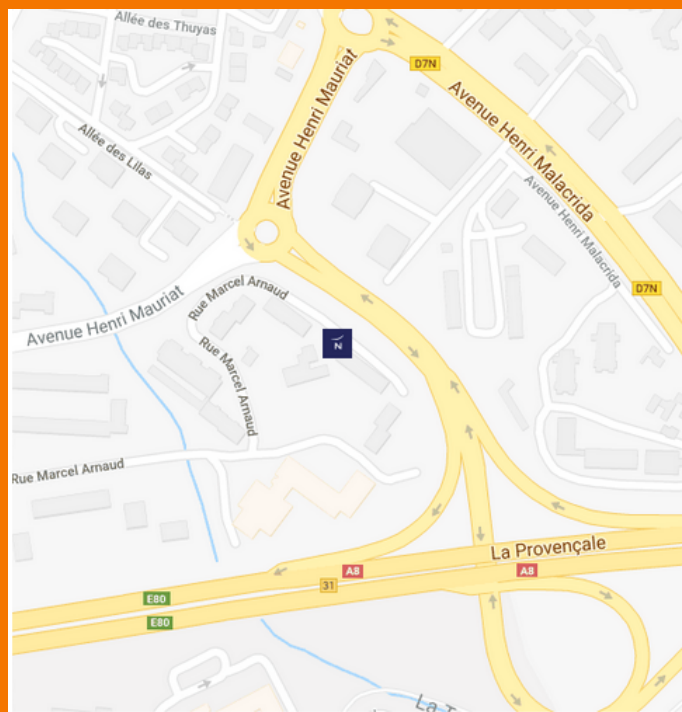 Allée des Thuyas
D7N
Avenue Henri Mauriat
Avenue Henri Malacrida
Allée des Lilas
Avenue Henri Malacrida
D7N
Rue Marcel Arnaud
Avenue Henri Mauriat
N
Rue Marcel Arnaud
Rue Marcel Arnaud
La Provençale
A8
A8
31
E80
E80